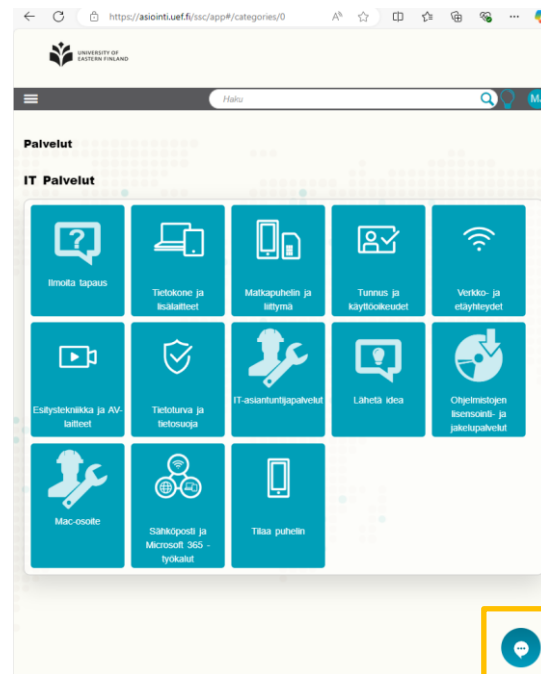 https://asiointi.uef.fi/ssc/app#/categories/0
UNIVERSITY OF
EASTERN FINLAND
Haku
Palvelut
IT Palvelut
Ilmoita tapaus
Tietokone ja
lisälaitteet
Matkapuhelin ja
liittymä
Tunnus ja
käyttöoikeudet
Verkko- ja
etäyhteydet
Esitystekniikka ja AV-
laitteet
Tietoturva ja
tietosuoja
IT-asiantuntijapalvelut
Lähetä idea
Ohjelmistojen
lisensointi- ja
jakelupalvelut
Mac-osoite
Sähköposti ja
Microsoft 365 -
työkalut
Tilaa puhelin